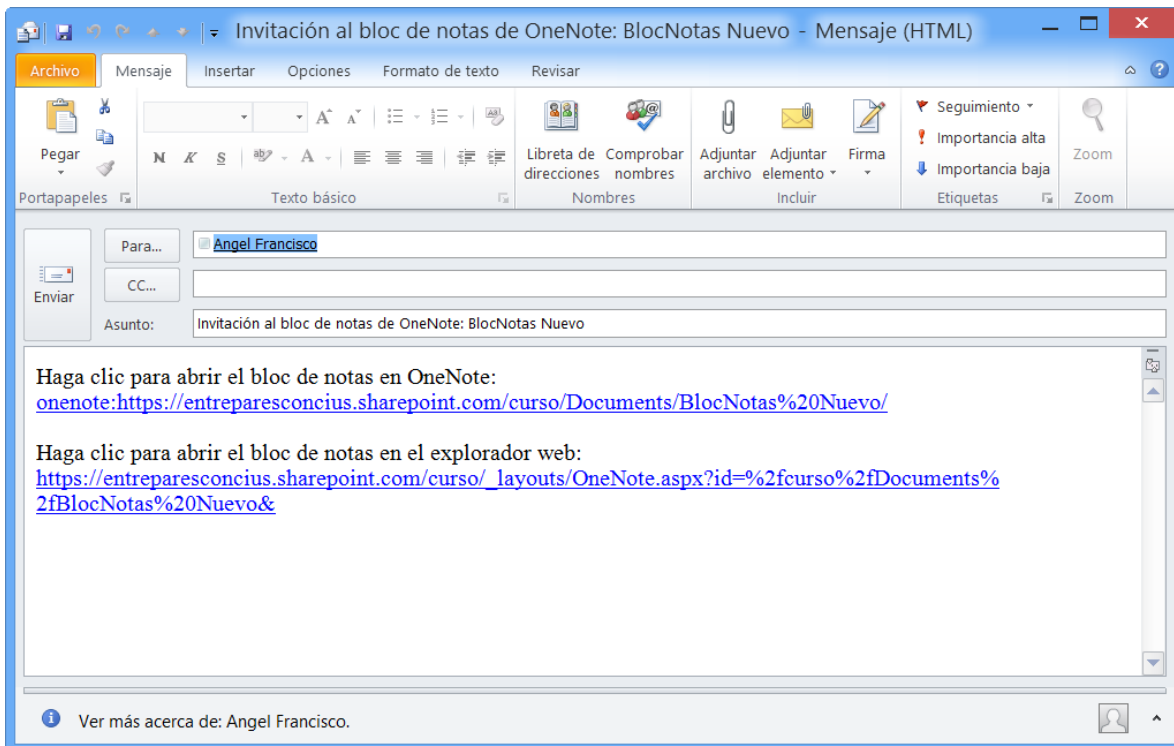 Invitación al bloc de notas de OneNote: BlocNotas Nuevo - Mensaje (HTML)
Archivo Mensaje Insertar Opciones Formato de texto Revisar
Pegar
Portapapeles
N K S ab A
Texto básico
Libreta de direcciones
Comprobar nombres
Nombres
Adjuntar archivo
Adjuntar elemento
Firma
Incluir
Seguimiento
Importancia alta
Importancia baja
Etiquetas
Zoom
Zoom
Enviar
Para... Angel Francisco
CC...
Asunto: Invitación al bloc de notas de OneNote: BlocNotas Nuevo
Haga clic para abrir el bloc de notas en OneNote:
onenote:https://entreparesconcius.sharepoint.com/curso/Documents/BlocNotas%20Nuevo/
Haga clic para abrir el bloc de notas en el explorador web:
https://entreparesconcius.sharepoint.com/curso/_layouts/OneNote.aspx?id=%2fcurso%2fDocuments%
2fBlocNotas%20Nuevo&
Ver más acerca de: Angel Francisco.